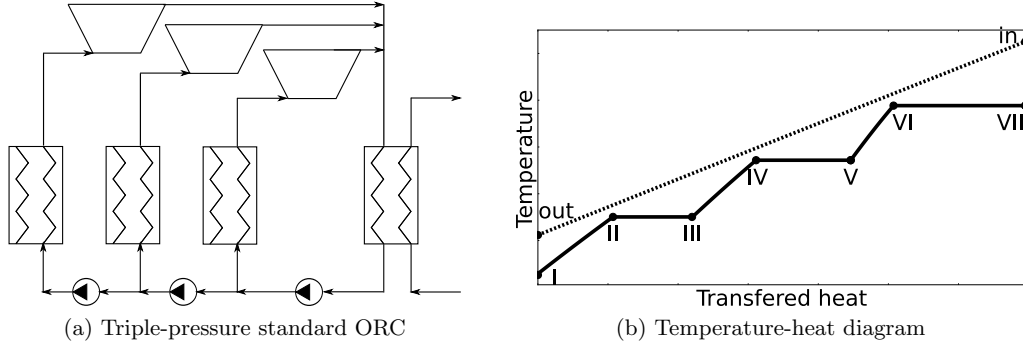 in
Temperature
VI
VII
IV
V
out
II
III
I
Transfered heat
(a) Triple-pressure standard ORC
(b) Temperature-heat diagram